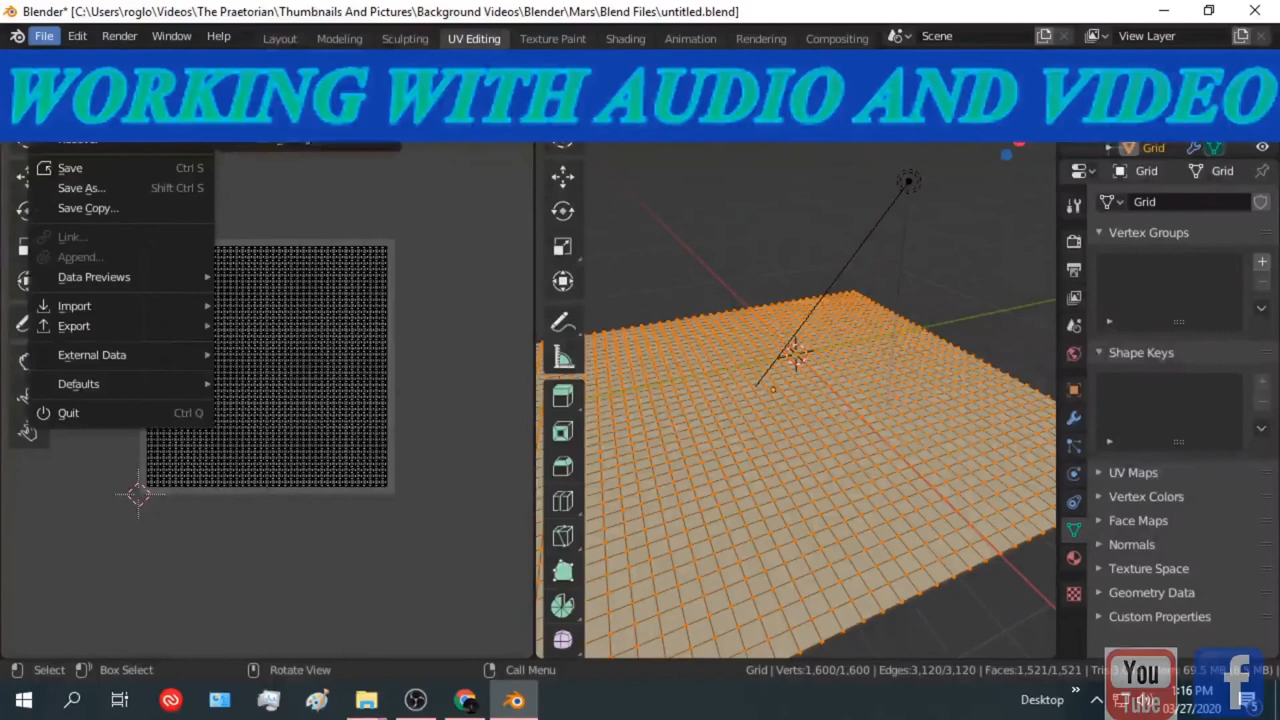 Blender* [C:\Users\roglo\Videos\The Praetorian\Thumbnails And Pictures\Background Videos\Blender\Mars\Blend Files\untitled.blend]
File Edit Render Window Help Layout Modeling Sculpting UV Editing Texture Paint Shading Animation Rendering Compositing Scene View Layer
WORKING WITH AUDIO AND VIDEO
Grid
Save Ctrl S
Grid Grid
Save As... Shift Ctrl S
Save Copy...
Grid
Vertex Groups
Link...
Append...
Data Previews
Import
Export
Shape Keys
External Data
Defaults
Quit Ctrl Q
UV Maps
Vertex Colors
Face Maps
Normals
Texture Space
Geometry Data
Custom Properties
Select Box Select Rotate View Call Menu Grid | Verts:1,600/1,600 | Edges:3,120/3,120 | Faces:1,521/1,521
You
Tube
f
Desktop
1:16 PM
03/27/2020
5